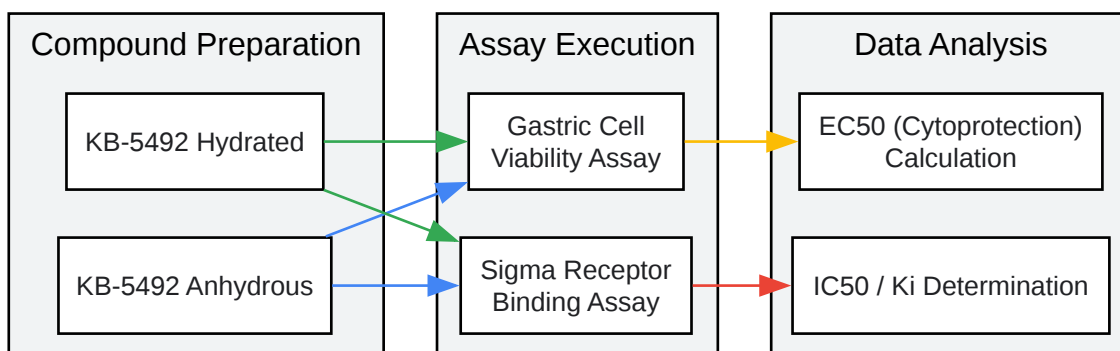 Compound Preparation
KB-5492 Hydrated
KB-5492 Anhydrous
Assay Execution
Gastric Cell
Viability Assay
Sigma Receptor
Binding Assay
Data Analysis
EC50 (Cytoprotection)
Calculation
IC50 / Ki Determination